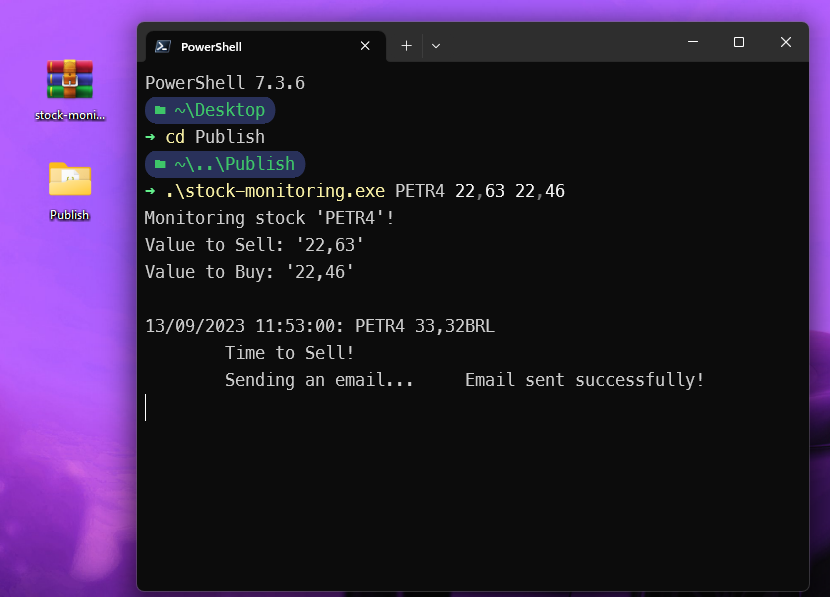 stock-moni...
Publish
PowerShell
PowerShell 7.3.6
~\Desktop
➜ cd Publish
~\..\Publish
➜ .\stock-monitoring.exe PETR4 22,63 22,46
Monitoring stock 'PETR4'!
Value to Sell: '22,63'
Value to Buy: '22,46'
13/09/2023 11:53:00: PETR4 33,32BRL
Time to Sell!
Sending an email... Email sent successfully!